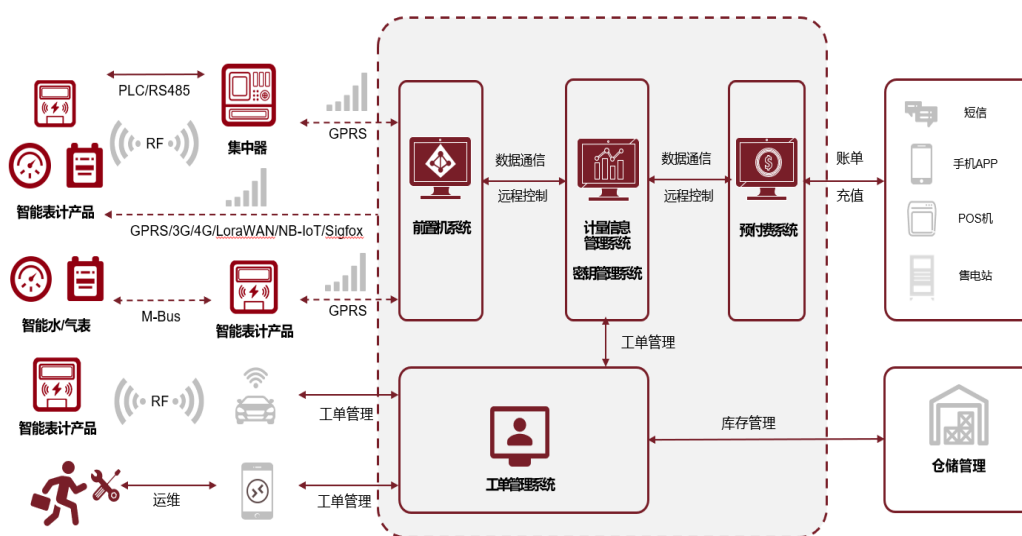 PLC/RS485
RF
集中器
GPRS
智能表计产品
GPRS/3G/4G/LoraWAN/NB-IoT/Sigfox
智能水/气表
M-Bus
智能表计产品
GPRS
智能表计产品
RF
工单管理
运维
工单管理
前置机系统
数据通信
远程控制
计量信息
管理系统
密钥管理系统
数据通信
远程控制
预付费系统
账单
充值
短信
手机APP
POS机
售电站
工单管理
工单管理系统
库存管理
仓储管理